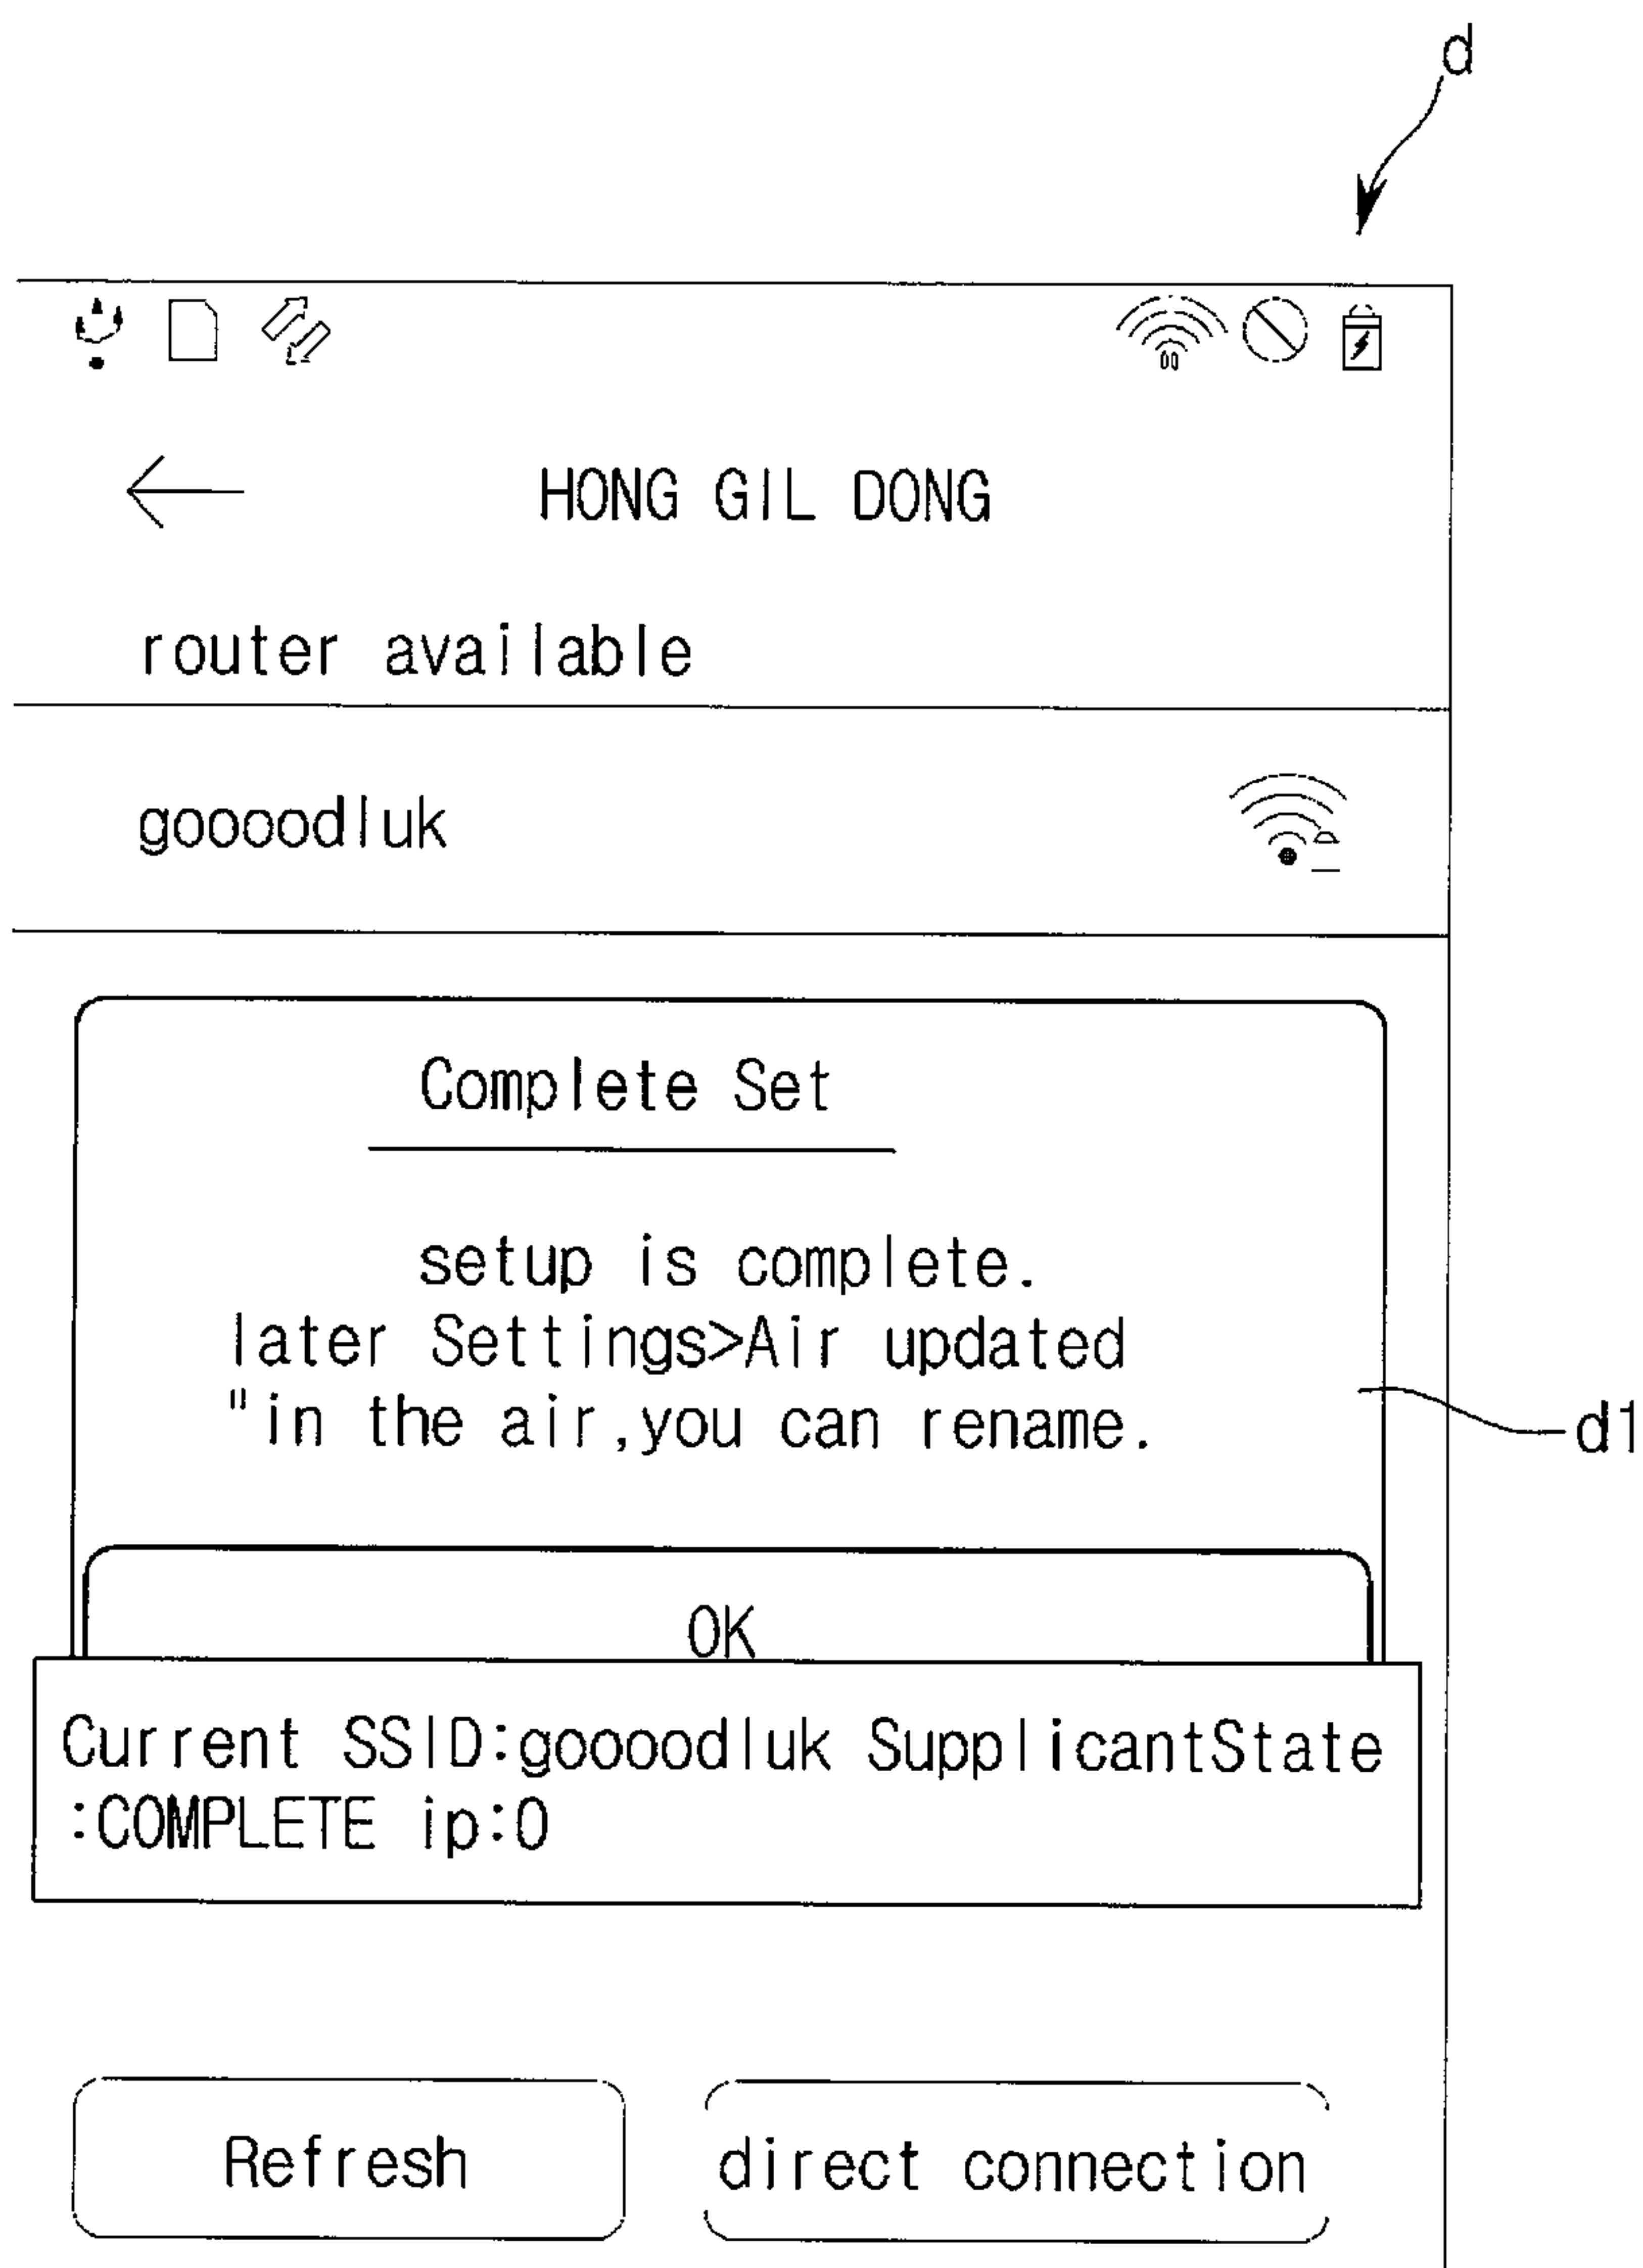 d
HONG GIL DONG
router available
goooodluk
Complete Set
setup is complete.
later Settings>Air updated
"in the air,you can rename.
d1
OK
Current SSID:goooodluk SupplicantState
:COMPLETE ip:0
Refresh
direct connection